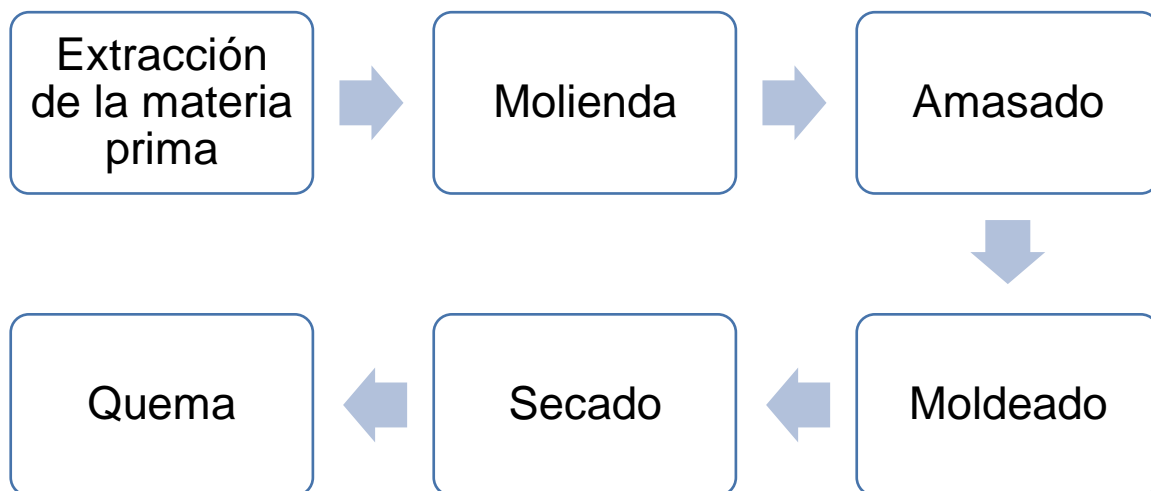 Extracción
de la materia
prima
Molienda
Amasado
Moldeado
Secado
Quema